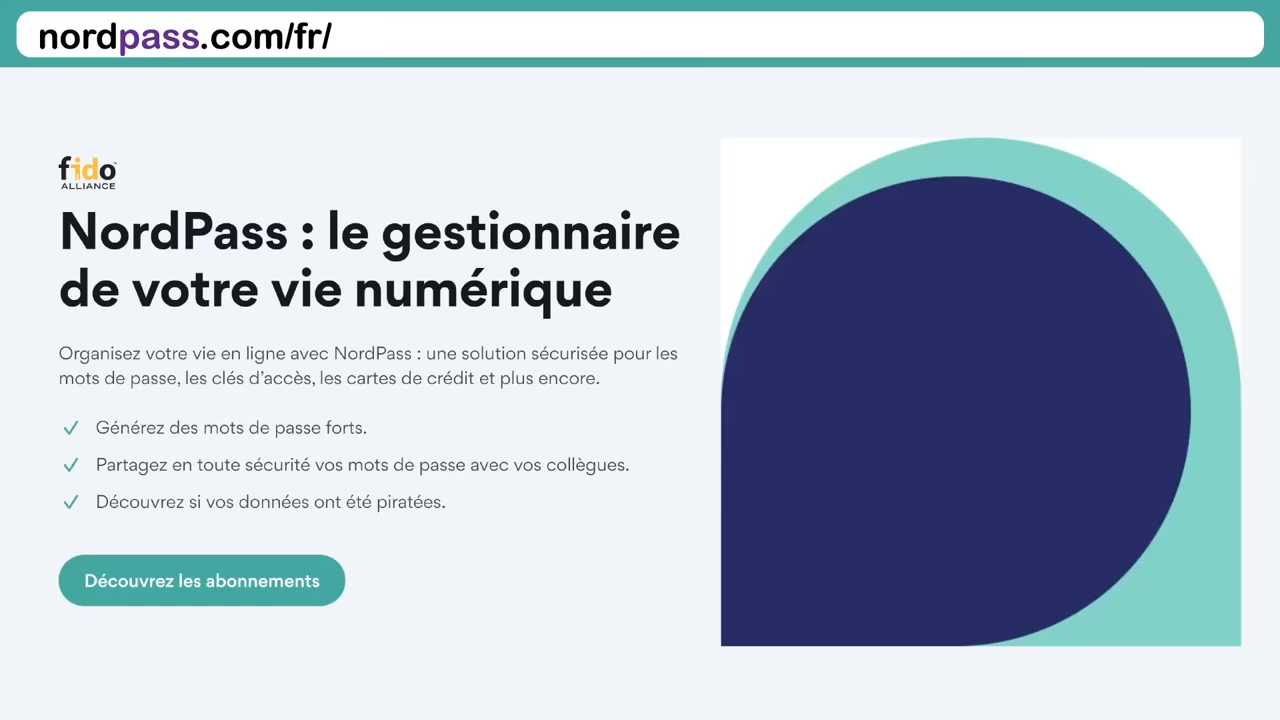 nordpass.com/fr/
fido™
ALLIANCE
NordPass : le gestionnaire
de votre vie numérique
Organisez votre vie en ligne avec NordPass : une solution sécurisée pour les
mots de passe, les clés d’accès, les cartes de crédit et plus encore.
Générez des mots de passe forts.
Partagez en toute sécurité vos mots de passe avec vos collègues.
Découvrez si vos données ont été piratées.
Découvrez les abonnements